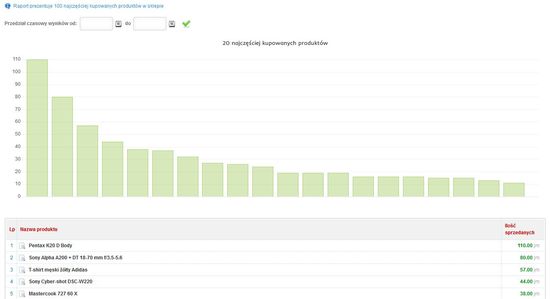 Raport prezentuje 100 najczęściej kupowanych produktów w sklepie
Przedział czasowy wyników od: do
20 najczęściej kupowanych produktów
110
100
90
80
70
60
50
40
30
20
10
0
Lp Nazwa produktu Ilość sprzedanych
1 Pentax K20 D Body 110.00 jm
2 Sony Alpha A200 + DT 18-70 mm f/3.5-5.6 80.00 jm
3 T-shirt męski żółty Adidas 57.00 jm
4 Sony Cyber-shot DSC-W220 44.00 jm
5 Mastercook 727 60 X 38.00 jm